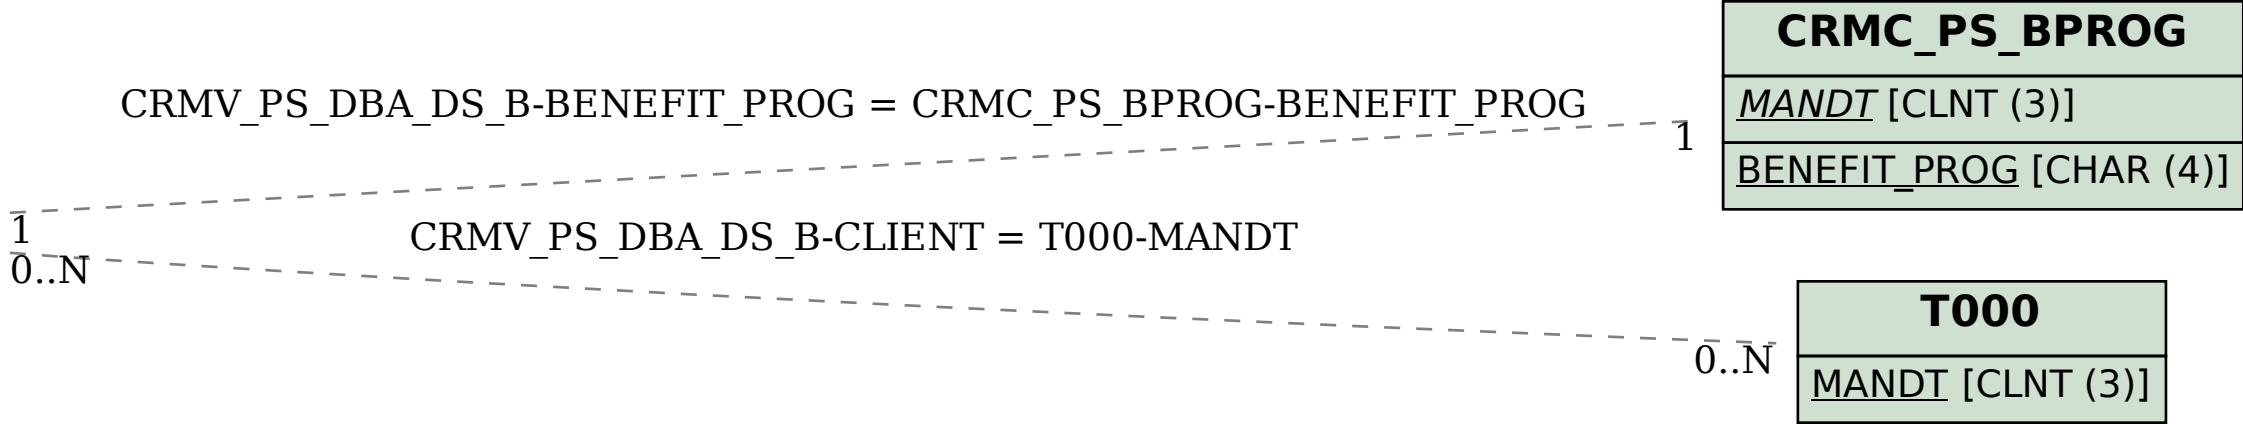 CRMC_PS_BPROG
CRMV_PS_DBA_DS_B-BENEFIT_PROG = CRMC_PS_BPROG-BENEFIT_PROG
MANDT [CLNT (3)]
1
BENEFIT_PROG [CHAR (4)]
1
CRMV_PS_DBA_DS_B-CLIENT = T000-MANDT
0..N
T000
0..N
MANDT [CLNT (3)]